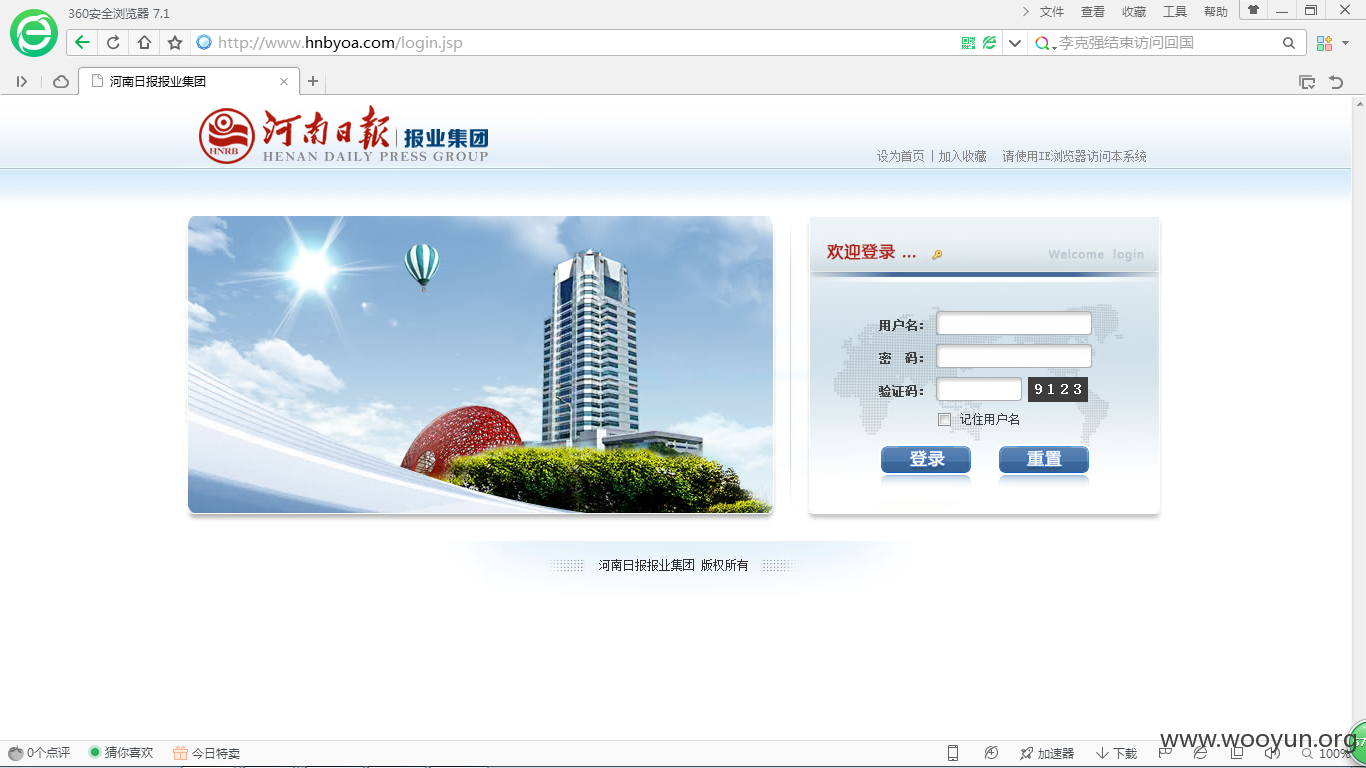 360安全浏览器 7.1
文件 查看 收藏 工具 帮助
http://www.hnbyoa.com/login.jsp
李克强结束访问回国
河南日报报业集团
HNRB
河南日報 报业集团
HENAN DAILY PRESS GROUP
设为首页 | 加入收藏 请使用IE浏览器访问本系统
欢迎登录 ...
Welcome login
用户名：
密 码：
验证码：
9123
记住用户名
登录 重置
河南日报报业集团 版权所有
www.wooyun.org
0个点评 猜你喜欢 今日特卖
加速器 下载 100%